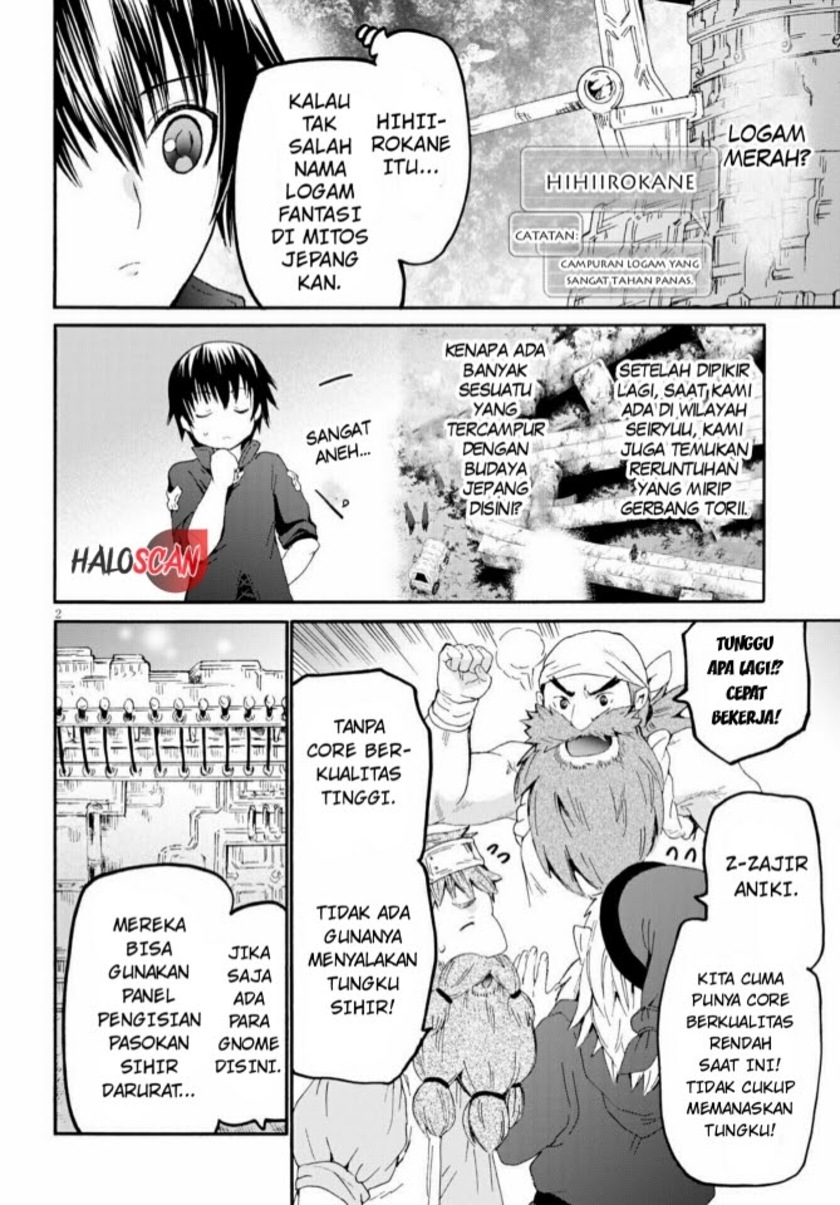 LOGAM
MERAH?
HIHIIROKANE
CATATAN:
CAMPURAN LOGAM YANG
SANGAT TAHAN PANAS.
HIHII-
ROKANE
ITU...
KALAU
TAK
SALAH
NAMA
LOGAM
FANTASI
DI MITOS
JEPANG
KAN.
SETELAH DIPIKIR
LAGI, SAAT KAMI
ADA DI WILAYAH
SEIRYUU, KAMI
JUGA TEMUKAN
RERUNTUHAN
YANG MIRIP
GERBANG TORII.
KENAPA ADA
BANYAK
SESUATU
YANG
TERCAMPUR
DENGAN
BUDAYA
JEPANG
DISINI?
SANGAT
ANEH...
HALOSCAN
2
TUNGGU
APA LAGI!?
CEPAT
BEKERJA!
Z-ZAJIR
ANIKI.
KITA CUMA
PUNYA CORE
BERKUALITAS
RENDAH
SAAT INI!
TIDAK CUKUP
MEMANASKAN
TUNGKU!
TANPA
CORE BER-
KUALITAS
TINGGI.
TIDAK ADA
GUNANYA
MENYALAKAN
TUNGKU
SIHIR!
JIKA
SAJA
ADA
PARA
GNOME
DISINI.
MEREKA
BISA
GUNAKAN
PANEL
PENGISIAN
PASOKAN
SIHIR
DARURAT...